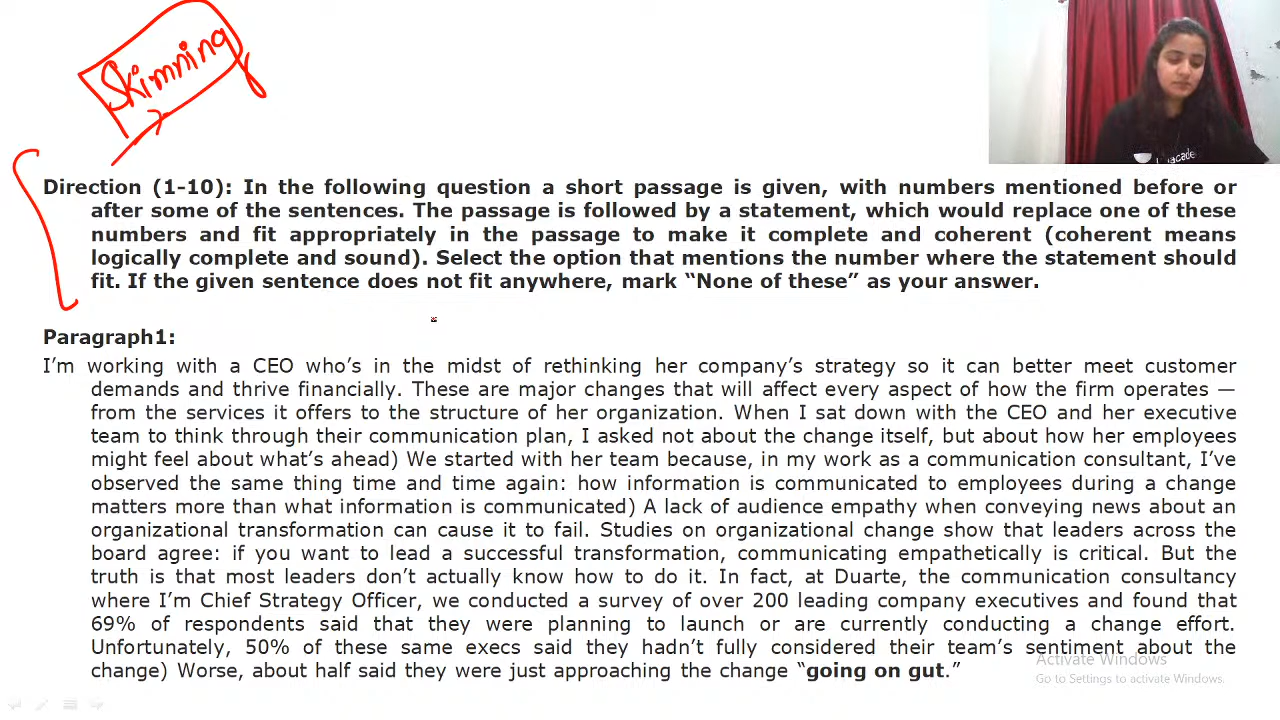 Skimming
acade
Direction (1-10): In the following question a short passage is given, with numbers mentioned before or
after some of the sentences. The passage is followed by a statement, which would replace one of these
numbers and fit appropriately in the passage to make it complete and coherent (coherent means
logically complete and sound). Select the option that mentions the number where the statement should
fit. If the given sentence does not fit anywhere, mark “None of these” as your answer.
Paragraph1:
I’m working with a CEO who’s in the midst of rethinking her company’s strategy so it can better meet customer
demands and thrive financially. These are major changes that will affect every aspect of how the firm operates —
from the services it offers to the structure of her organization. When I sat down with the CEO and her executive
team to think through their communication plan, I asked not about the change itself, but about how her employees
might feel about what’s ahead) We started with her team because, in my work as a communication consultant, I’ve
observed the same thing time and time again: how information is communicated to employees during a change
matters more than what information is communicated) A lack of audience empathy when conveying news about an
organizational transformation can cause it to fail. Studies on organizational change show that leaders across the
board agree: if you want to lead a successful transformation, communicating empathetically is critical. But the
truth is that most leaders don’t actually know how to do it. In fact, at Duarte, the communication consultancy
where I’m Chief Strategy Officer, we conducted a survey of over 200 leading company executives and found that
69% of respondents said that they were planning to launch or are currently conducting a change effort.
Unfortunately, 50% of these same execs said they hadn’t fully considered their team’s sentiment about the
change) Worse, about half said they were just approaching the change “going on gut.”
Activate Windows
Go to Settings to activate Windows.